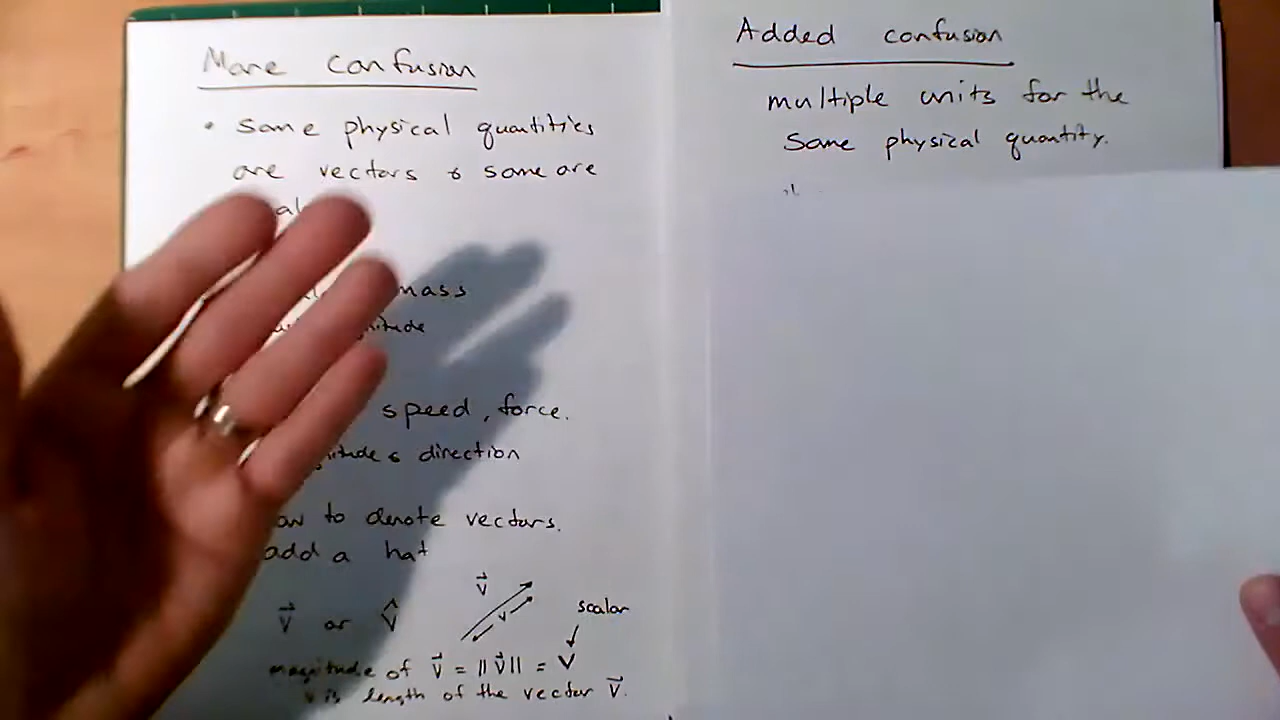 More confusion
• Some physical quantities
are vectors & some are
mass
speed, force.
& direction
to denote vectors.
add a hat
v⃗ or v̂
v⃗ v scalar
magnitude of v⃗ = ||v⃗|| = v
v is length of the vector v⃗.
Added confusion
multiple units for the
same physical quantity.